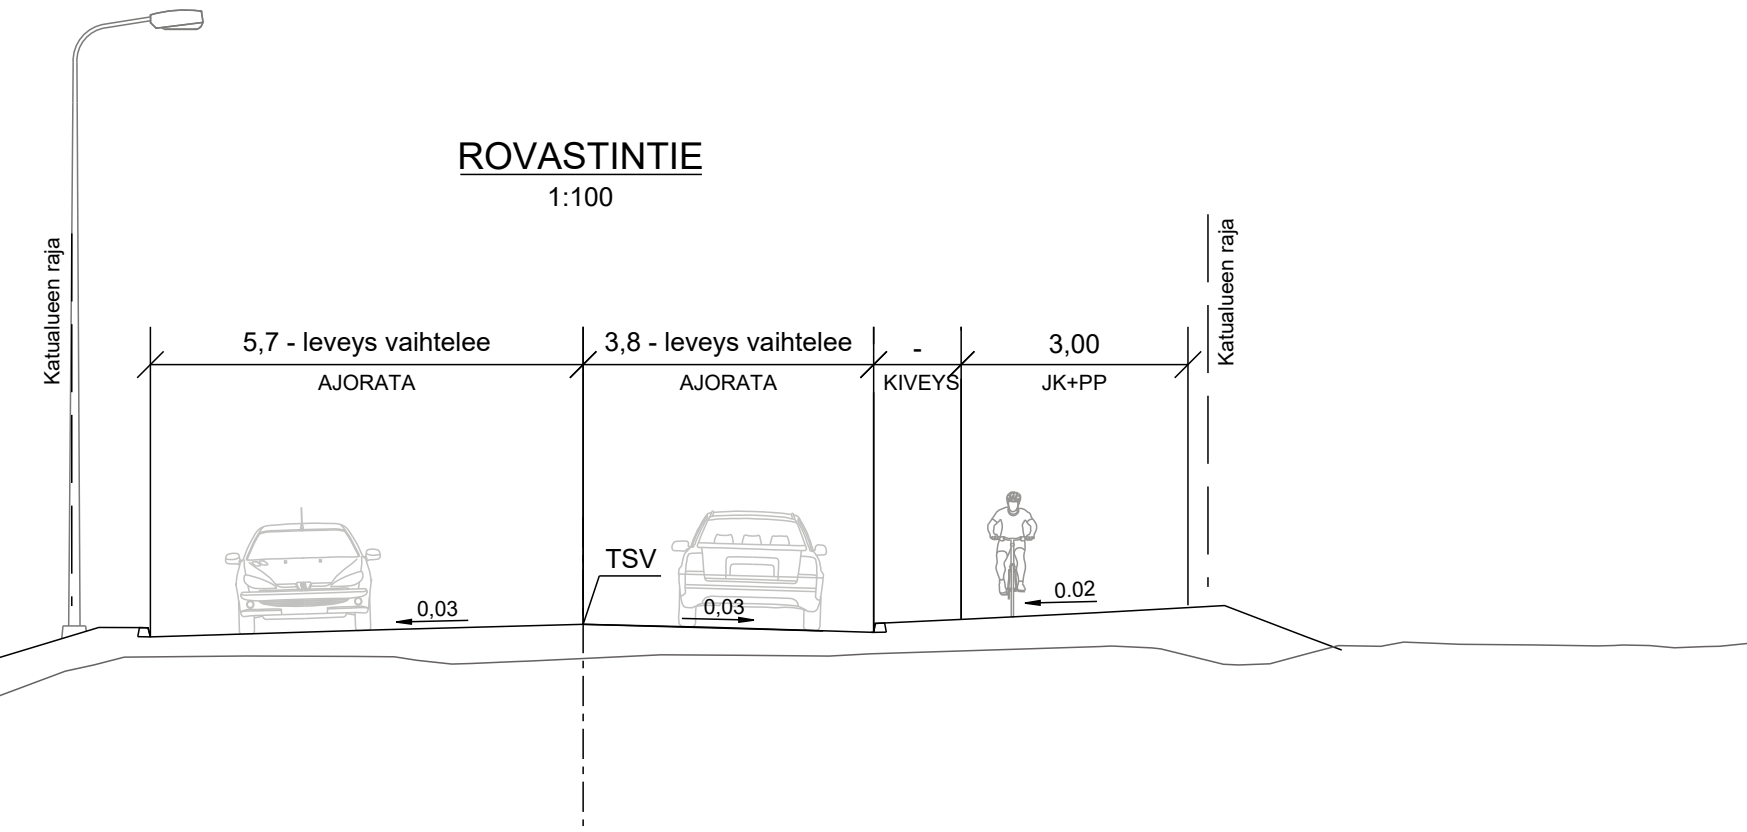 ROVASTINTIE
1:100
Katualueen raja
Katualueen raja
5,7 - leveys vaihtelee
3,8 - leveys vaihtelee
-
3,00
AJORATA
AJORATA
KIVEYS
JK+PP
TSV
0,03
0,03
0.02